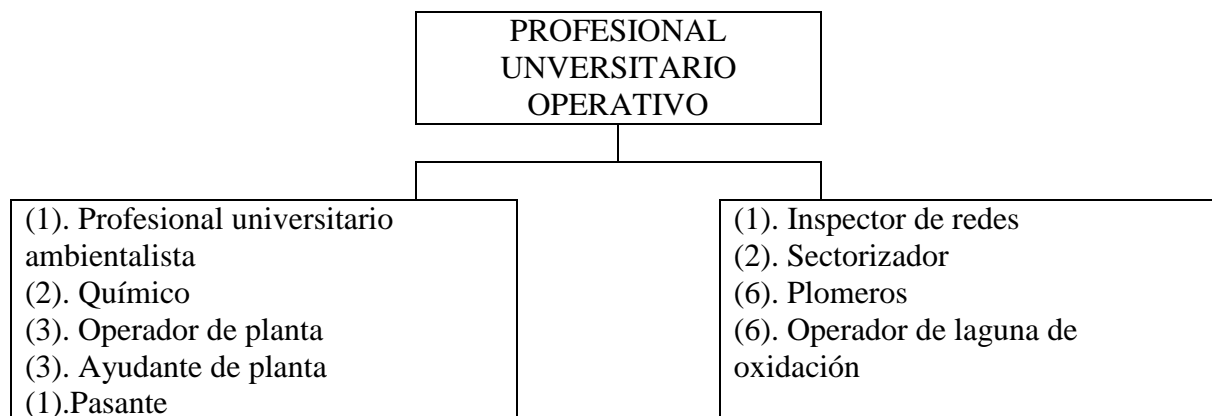 PROFESIONAL
UNVERSITARIO
OPERATIVO
(1). Profesional universitario
ambientalista
(2). Químico
(3). Operador de planta
(3). Ayudante de planta
(1).Pasante
(1). Inspector de redes
(2). Sectorizador
(6). Plomeros
(6). Operador de laguna de
oxidación